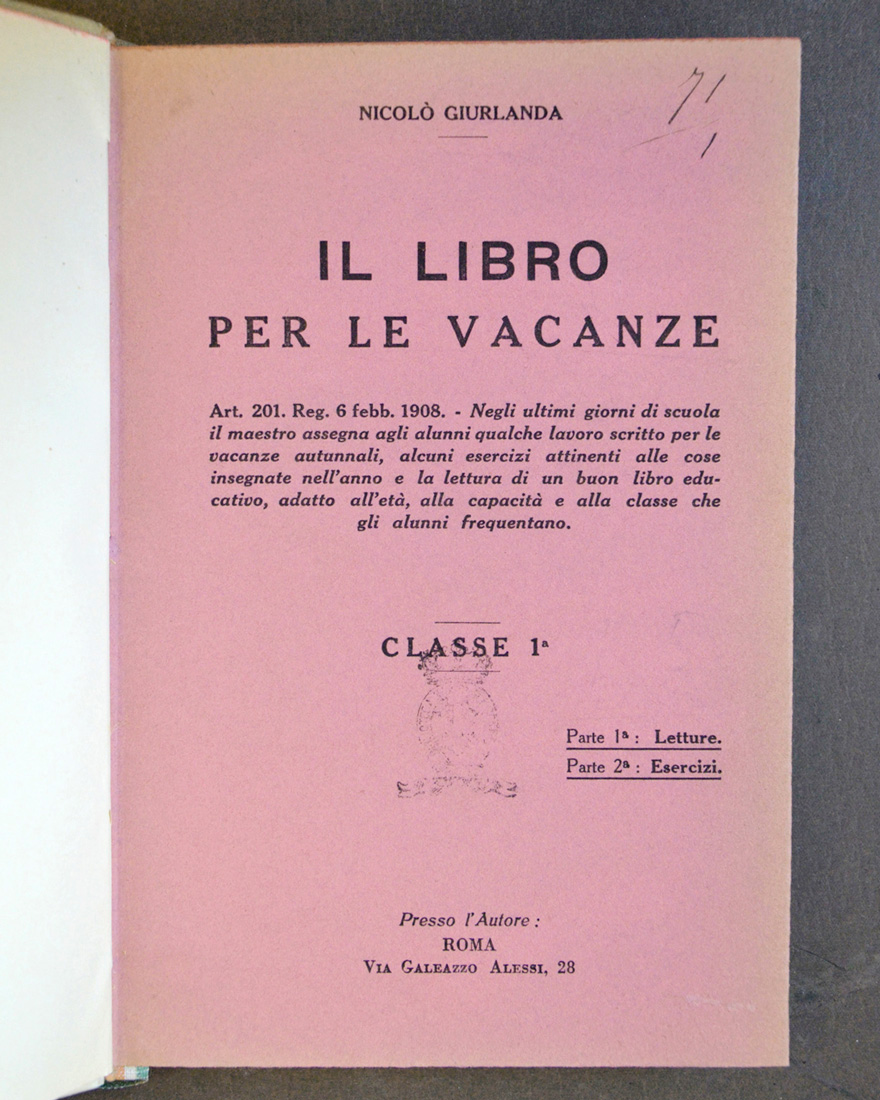 NICOLÒ GIURLANDA
71
1
IL LIBRO
PER LE VACANZE
Art. 201. Reg. 6 febb. 1908. - Negli ultimi giorni di scuola
il maestro assegna agli alunni qualche lavoro scritto per le
vacanze autunnali, alcuni esercizi attinenti alle cose
insegnate nell'anno e la lettura di un buon libro edu-
cativo, adatto all'età, alla capacità e alla classe che
gli alunni frequentano.
CLASSE 1ª
Parte 1ª : Letture.
Parte 2ª : Esercizi.
Presso l'Autore :
ROMA
VIA GALEAZZO ALESSI, 28